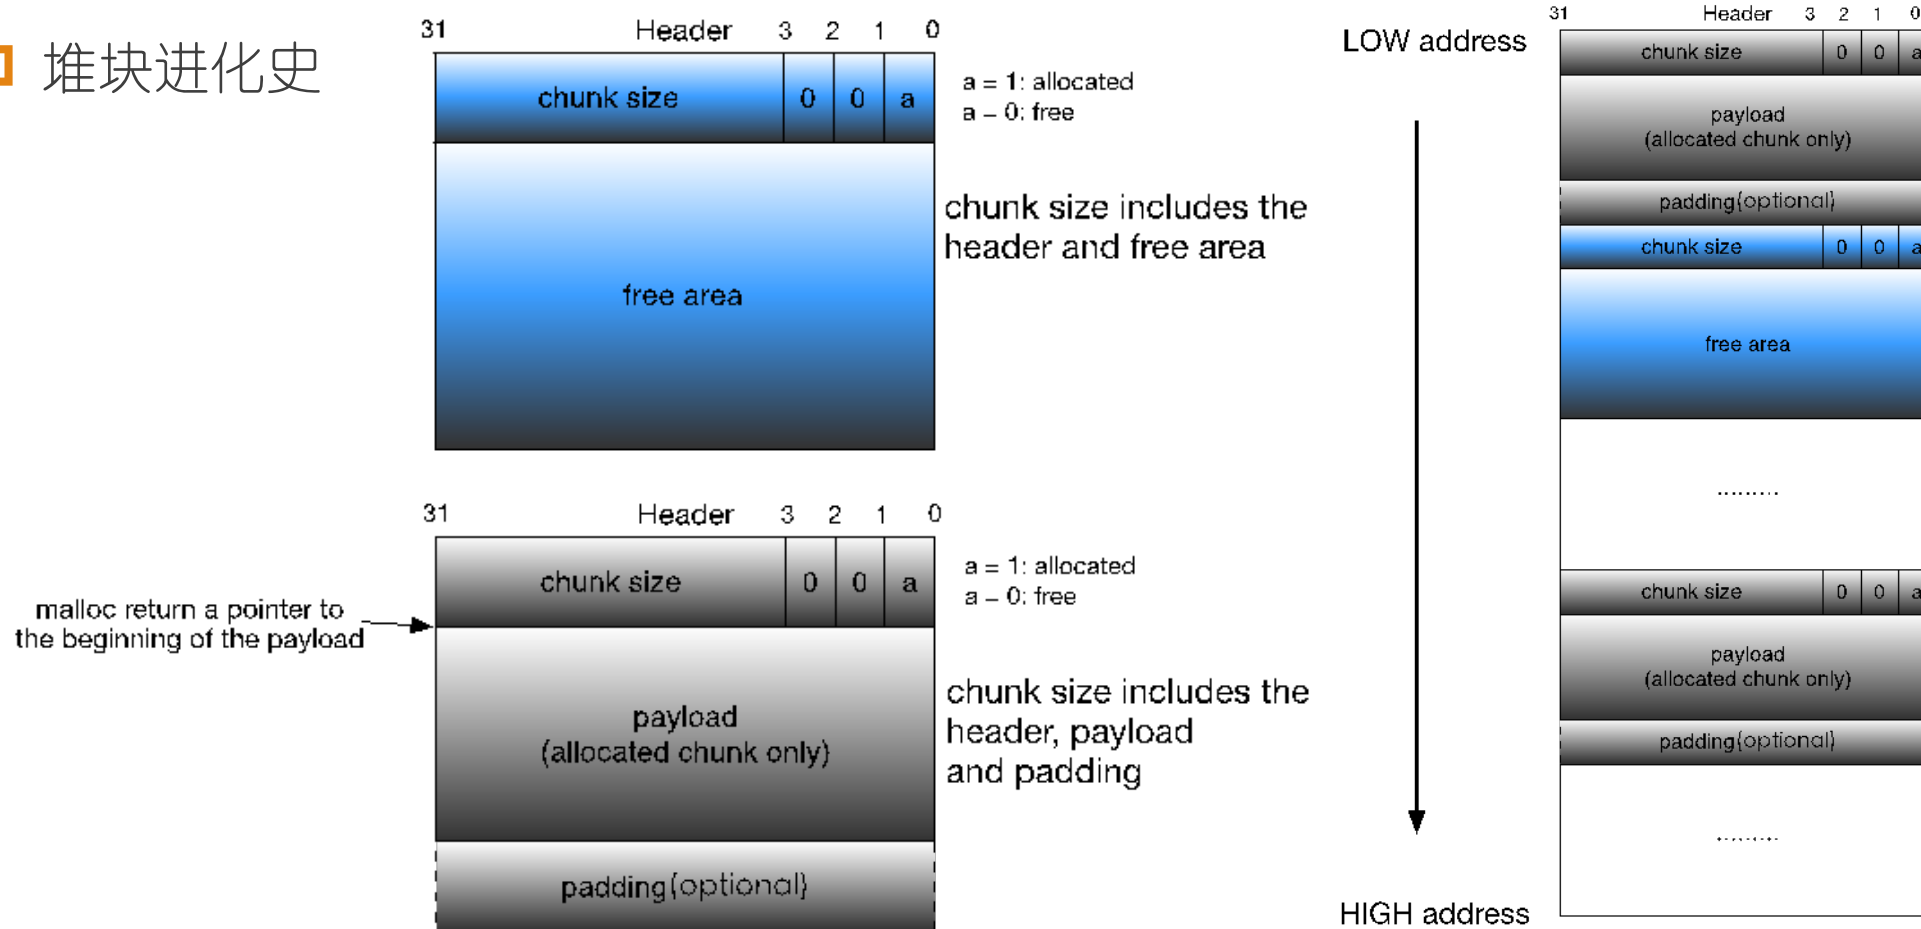 堆块进化史
31 Header 3 2 1 0
chunk size 0 0 a
a = 1: allocated
a – 0: free
free area
chunk size includes the
header and free area
31 Header 3 2 1 0
chunk size 0 0 a
a = 1: allocated
a – 0: free
malloc return a pointer to
the beginning of the payload
payload
(allocated chunk only)
chunk size includes the
header, payload
and padding
padding(optional)
LOW address
HIGH address
31 Header 3 2 1 0
chunk size 0 0 a
payload
(allocated chunk only)
padding(optional)
chunk size 0 0 a
free area
.........
chunk size 0 0 a
payload
(allocated chunk only)
padding(optional)
.........